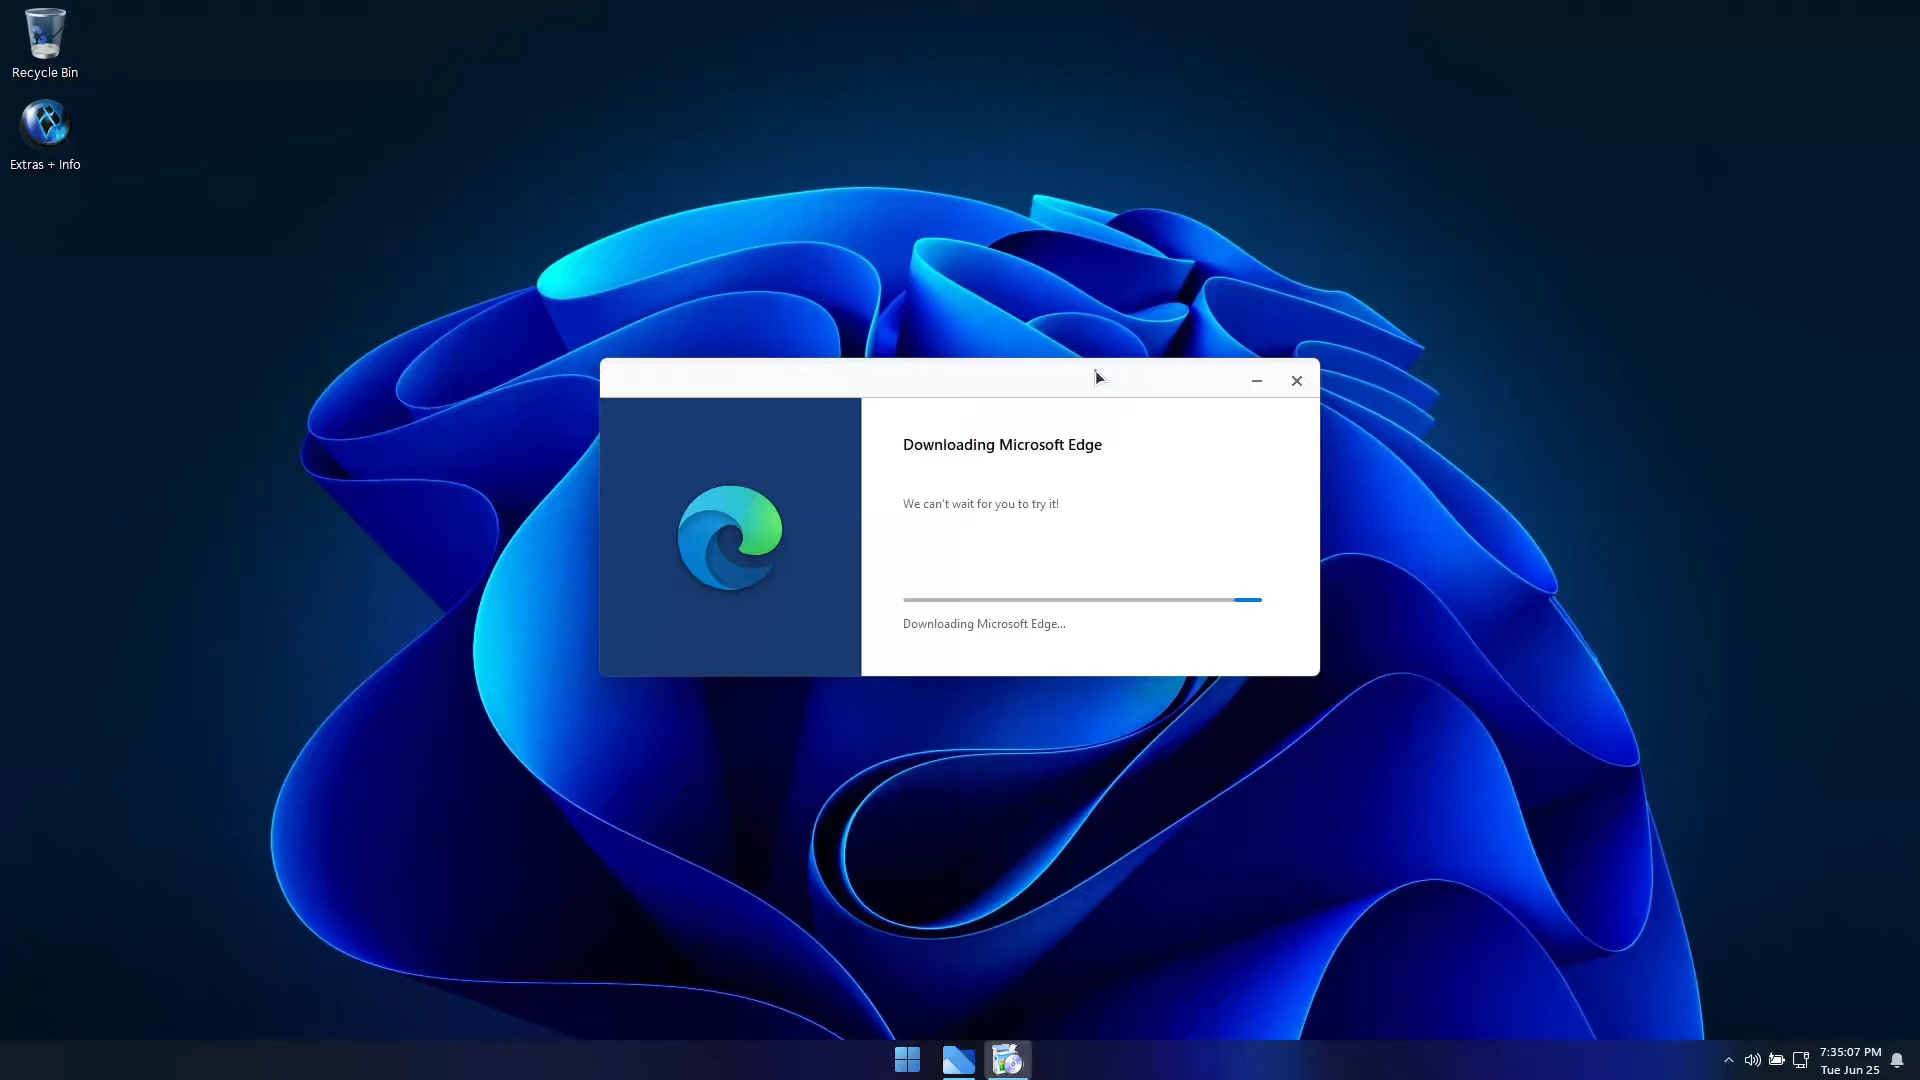 Recycle Bin
Extras + Info
Downloading Microsoft Edge
We can't wait for you to try it!
Downloading Microsoft Edge...
7:35:07 PM
Tue Jun 25